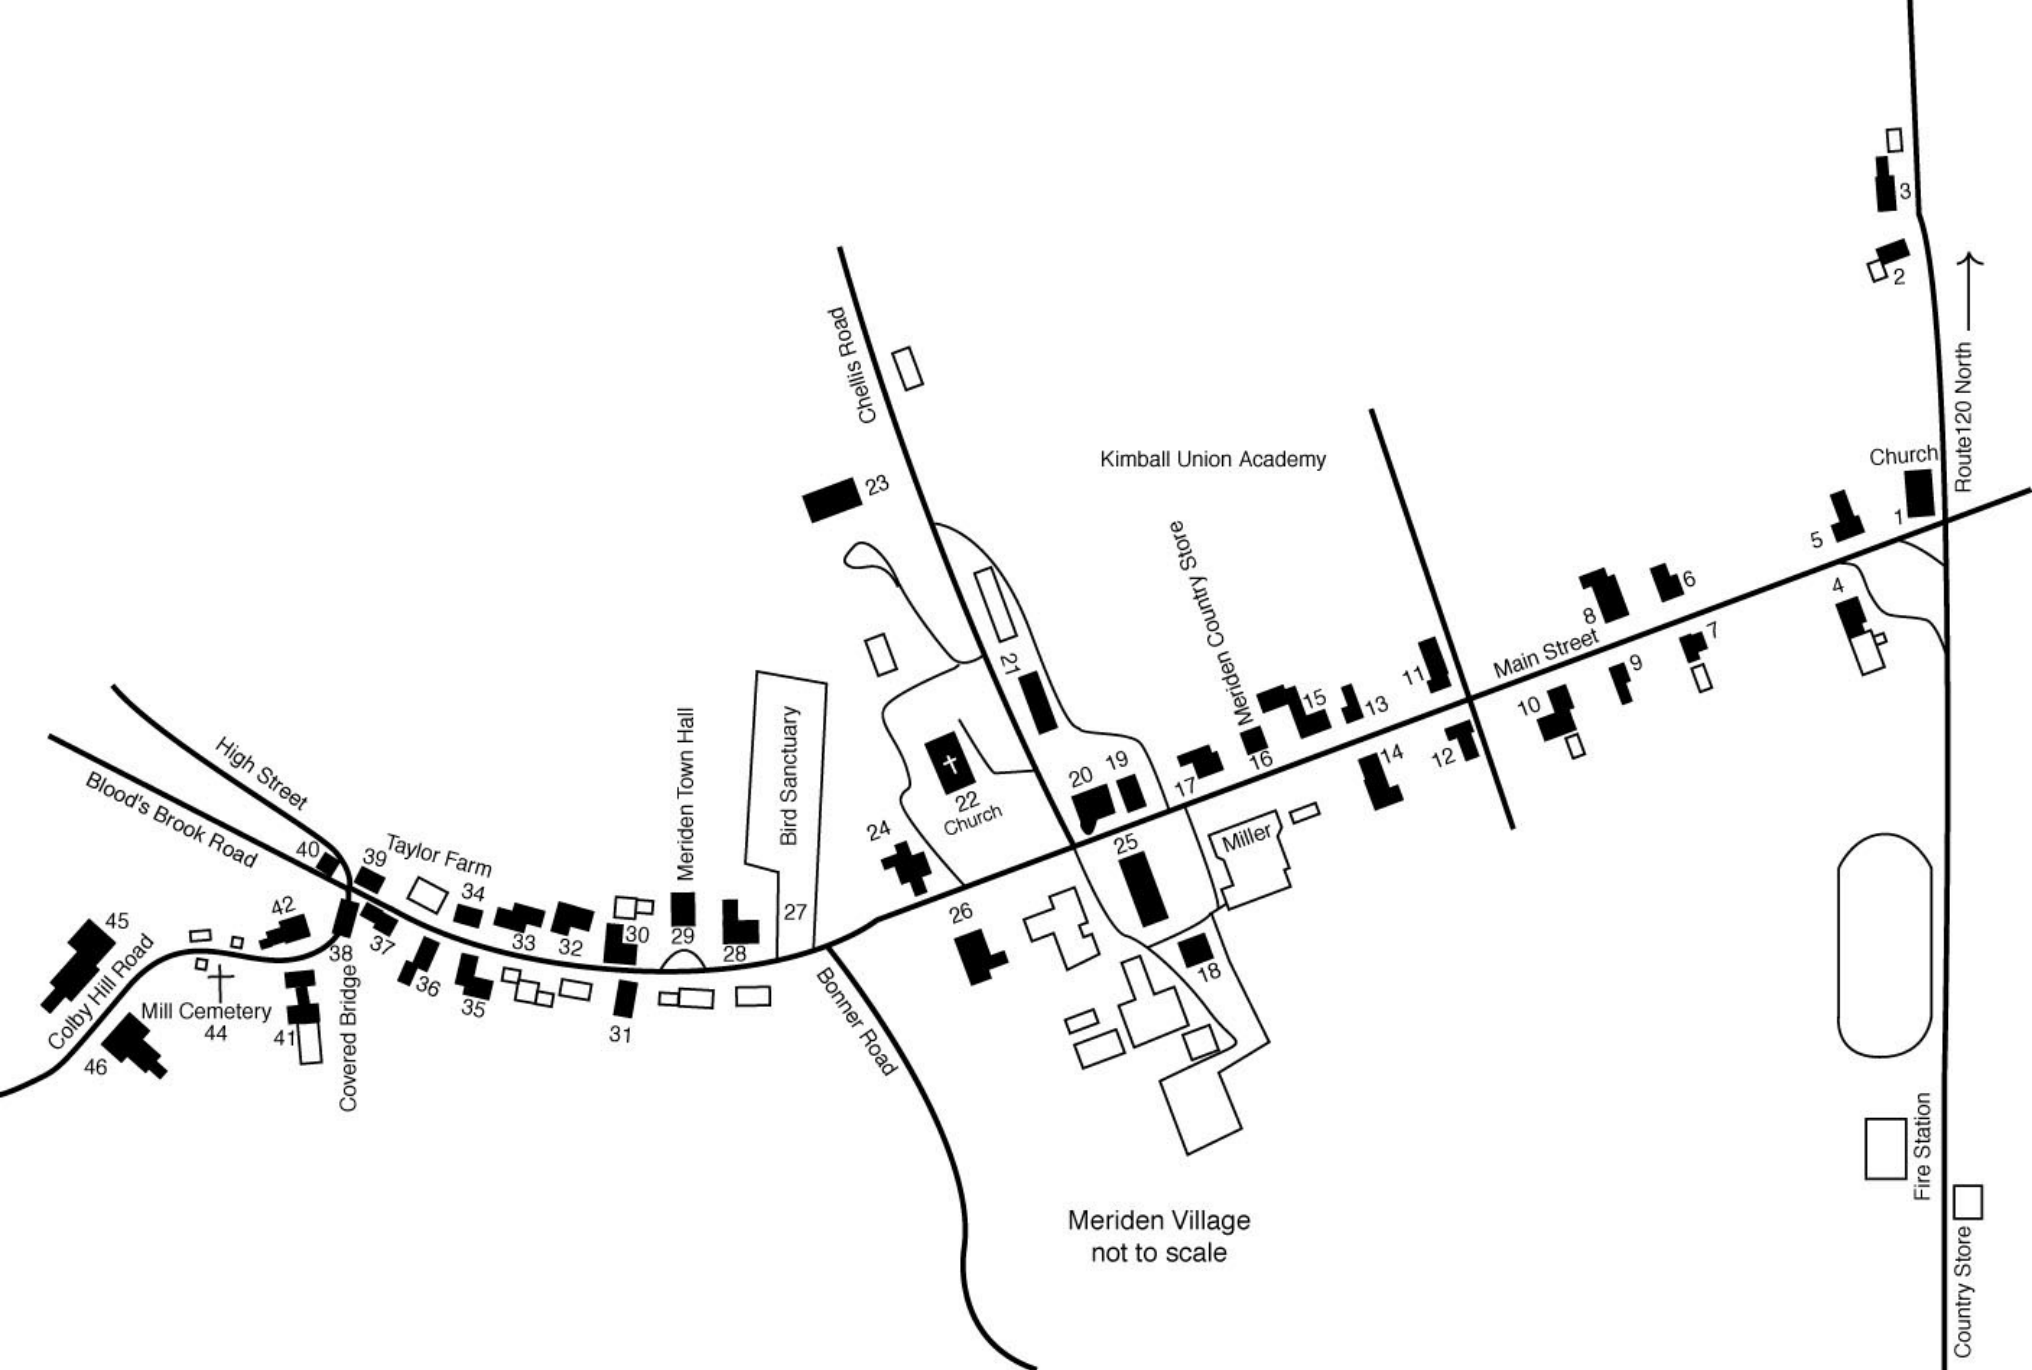 3
2
Route120 North
Church
1
5
4
Chellis Road
23
Kimball Union Academy
Meriden Country Store
6
8
7
Main Street
9
10
11
12
13
14
15
16
17
21
20
19
22
Church
24
25
Miller
18
26
Bird Sanctuary
27
Meriden Town Hall
28
29
30
31
32
33
34
35
36
37
38
39
40
Taylor Farm
High Street
Blood's Brook Road
42
45
Colby Hill Road
Mill Cemetery
44
41
46
Covered Bridge
Bonner Road
Meriden Village
not to scale
Fire Station
Country Store